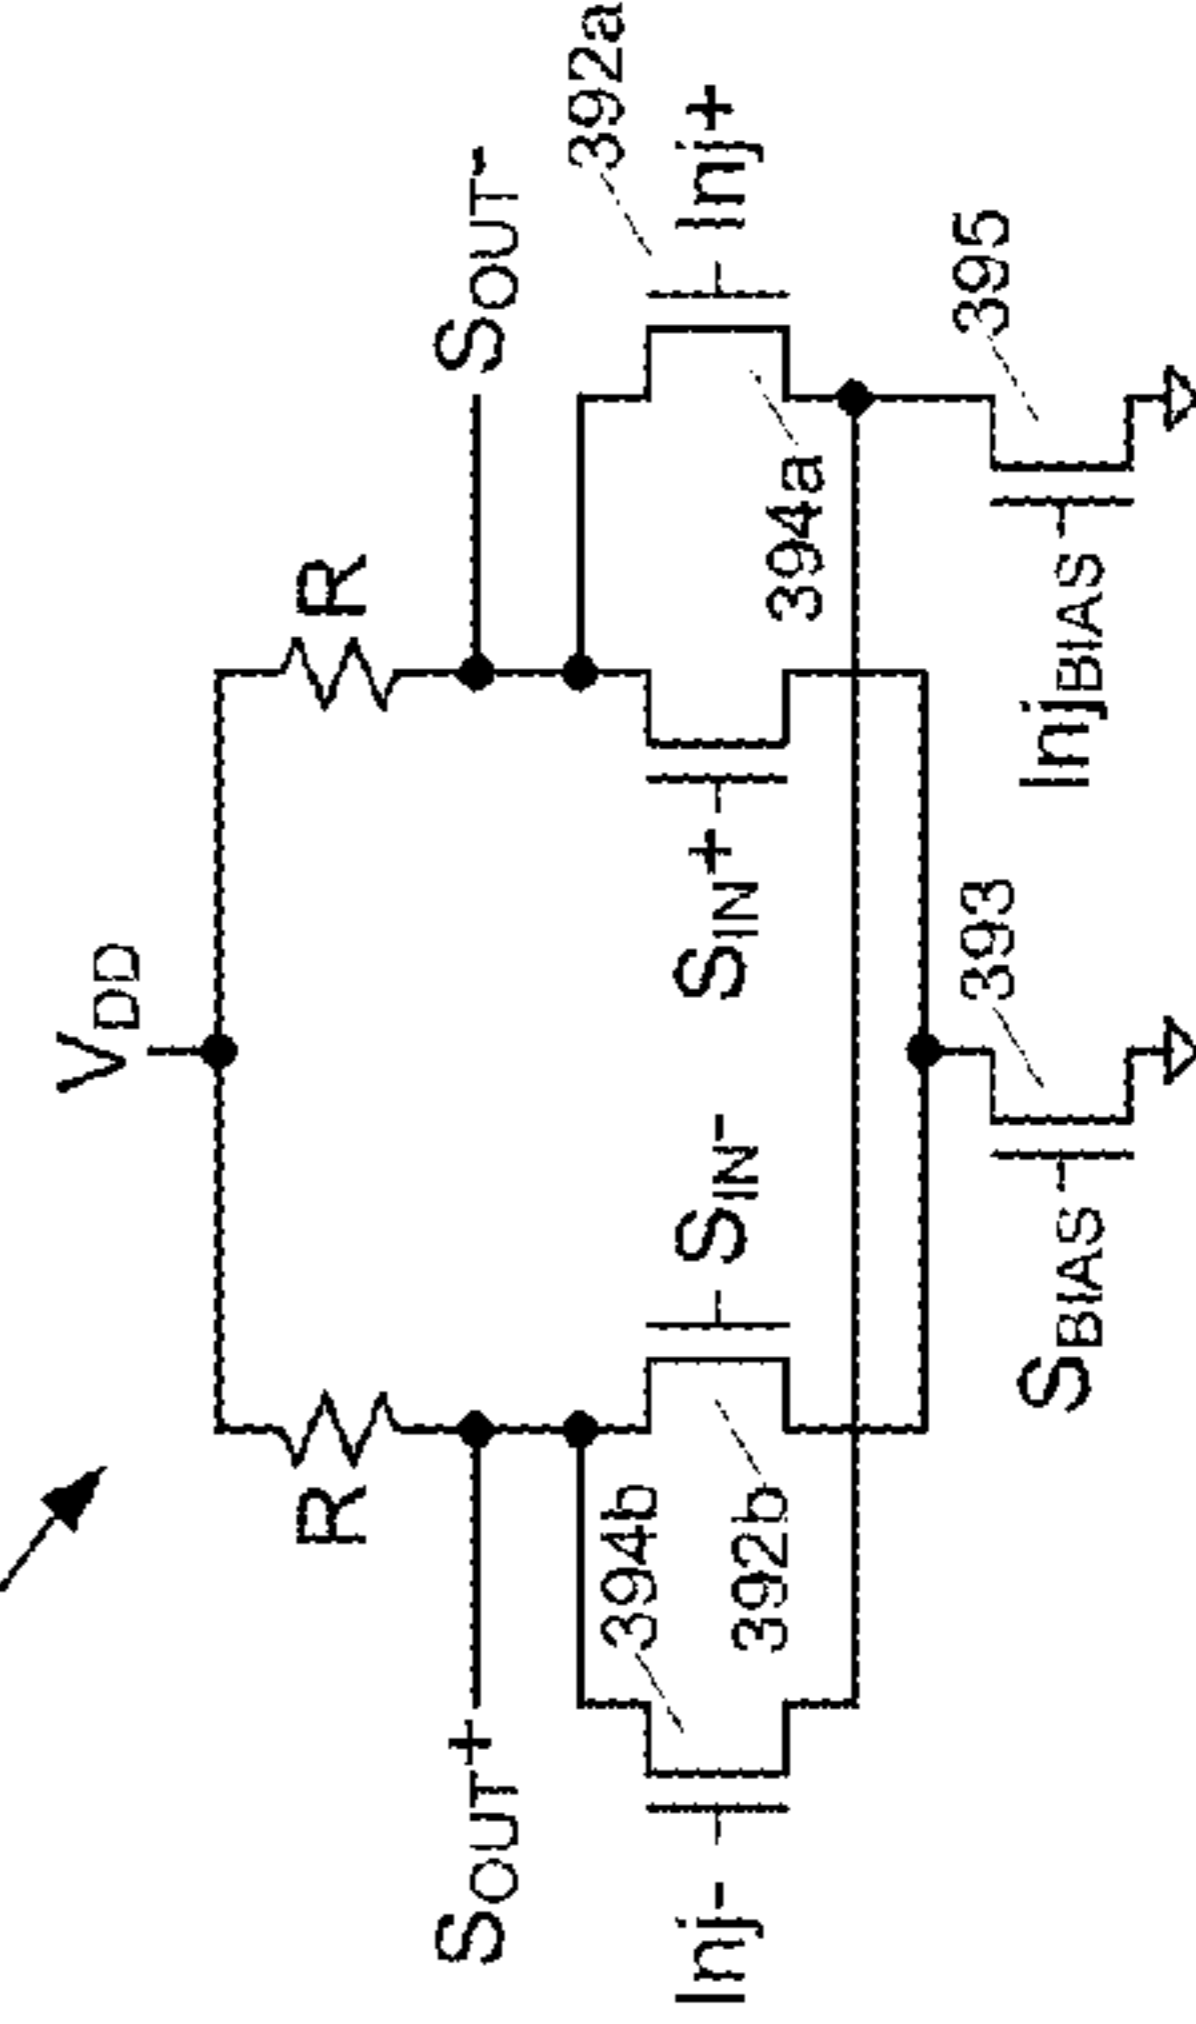 VDD
R
R
SOUT+
SOUT-
Inj-
394b
392b
SIN-
SIN+
394a
392a
Inj+
SBIAS
393
InjBIAS
395